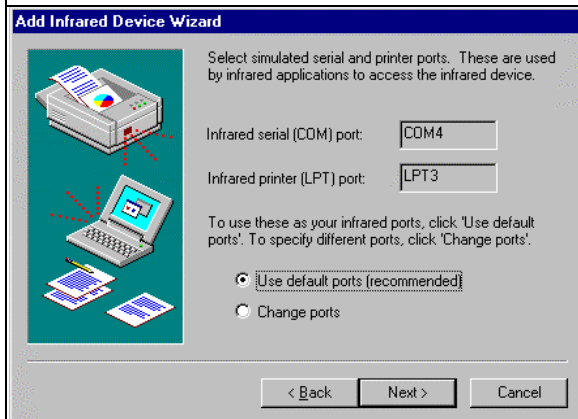 Add Infrared Device Wizard
Select simulated serial and printer ports. These are used
by infrared applications to access the infrared device.
Infrared serial (COM) port: COM4
Infrared printer (LPT) port: LPT3
To use these as your infrared ports, click 'Use default
ports'. To specify different ports, click 'Change ports'.
Use default ports (recommended)
Change ports
< Back Next > Cancel